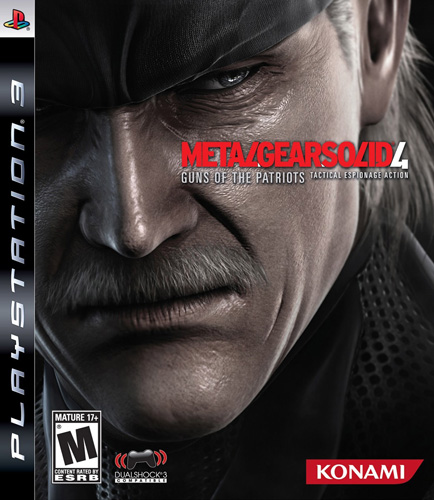 PLAYSTATION 3
METAL GEAR SOLID 4
GUNS OF THE PATRIOTS TACTICAL ESPIONAGE ACTION
MATURE 17+
M
CONTENT RATED BY
ESRB
DUALSHOCK®3
COMPATIBLE
KONAMI